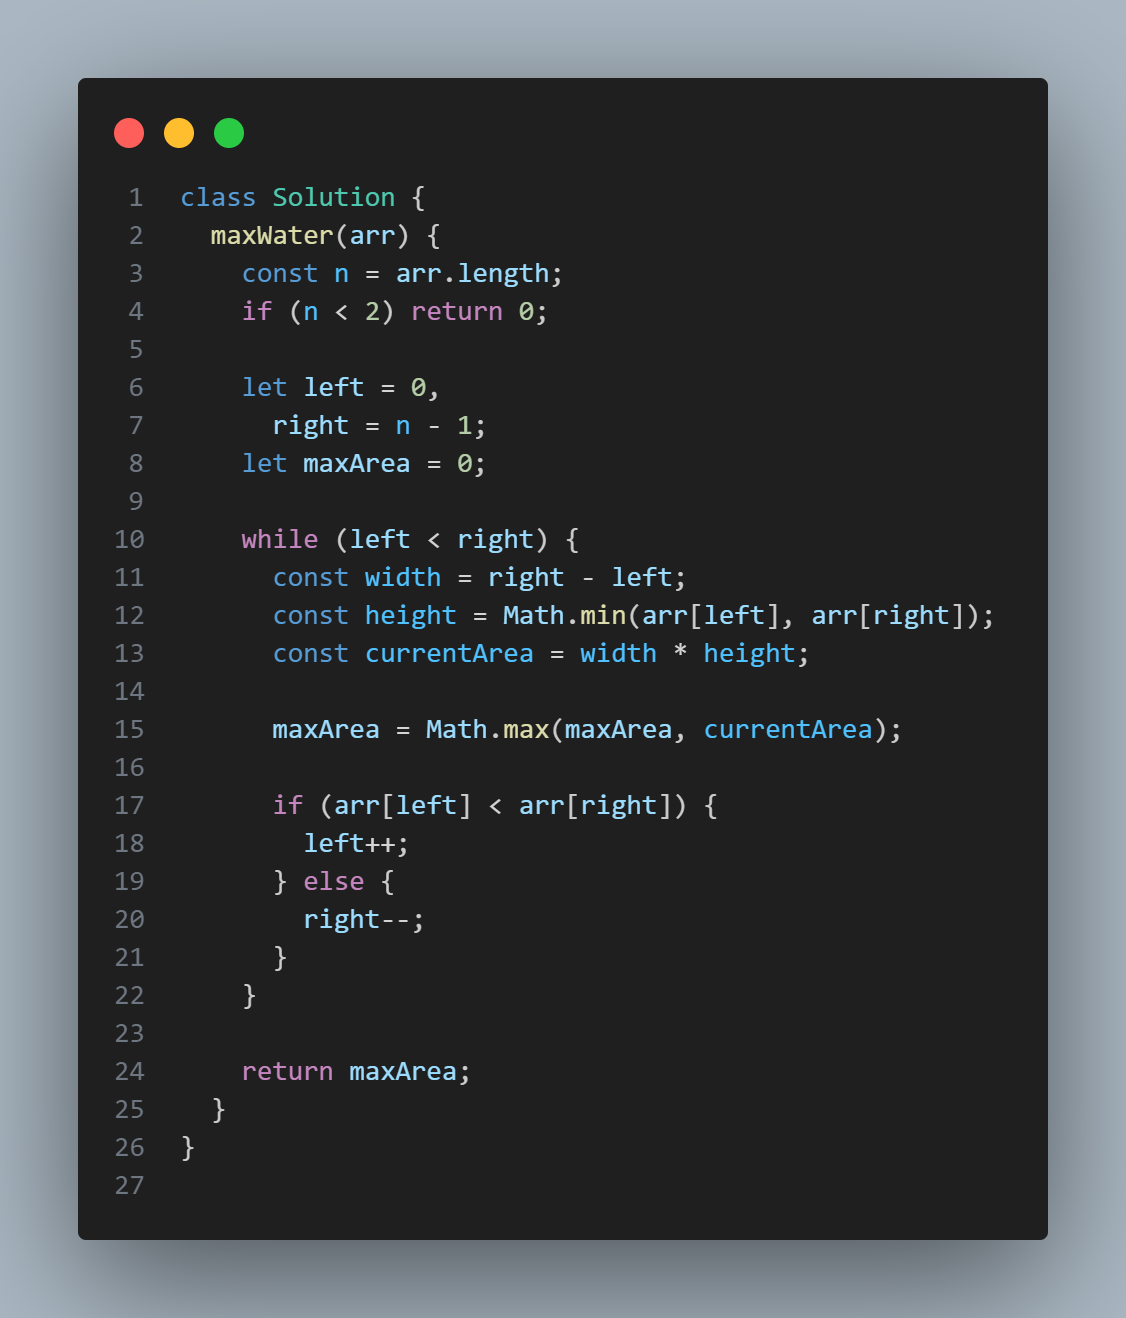 1 class Solution {
2 maxWater(arr) {
3 const n = arr.length;
4 if (n < 2) return 0;
5
6 let left = 0,
7 right = n - 1;
8 let maxArea = 0;
9
10 while (left < right) {
11 const width = right - left;
12 const height = Math.min(arr[left], arr[right]);
13 const currentArea = width * height;
14
15 maxArea = Math.max(maxArea, currentArea);
16
17 if (arr[left] < arr[right]) {
18 left++;
19 } else {
20 right--;
21 }
22 }
23
24 return maxArea;
25 }
26 }
27